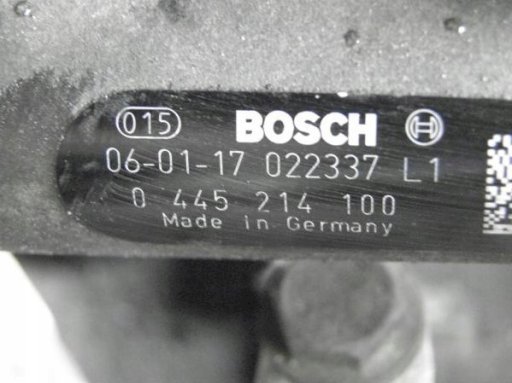 015 BOSCH
06-01-17 022337 L1
0 445 214 100
Made in Germany